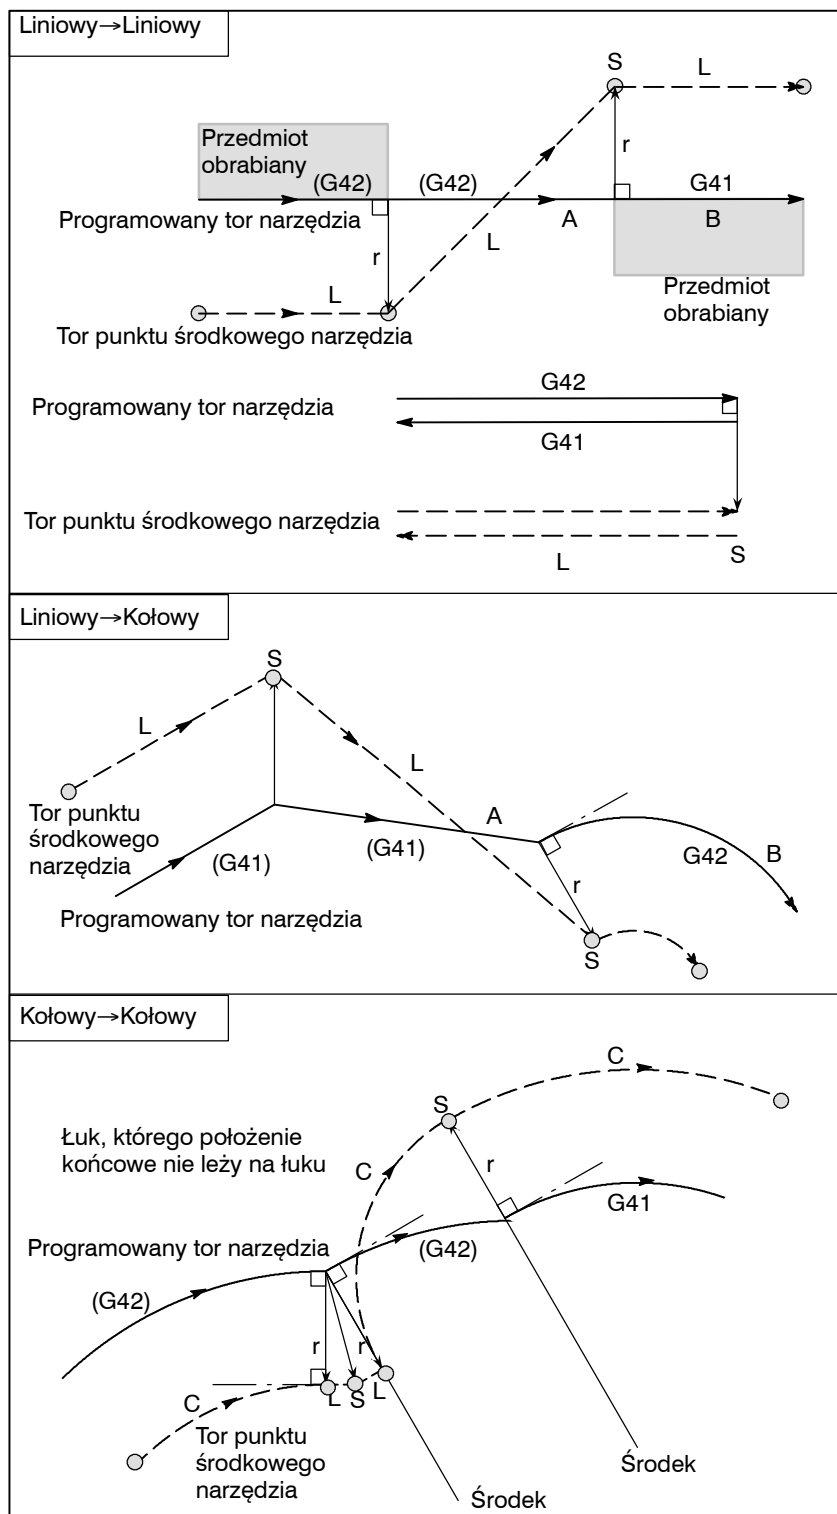 Liniowy→Liniowy
S
L
Przedmiot
obrabiany
r
(G42)
(G42)
G41
Programowany tor narzędzia
A
B
L
r
Przedmiot
obrabiany
L
Tor punktu środkowego narzędzia
G42
Programowany tor narzędzia
G41
Tor punktu środkowego narzędzia
L
S
Liniowy→Kołowy
S
L
L
Tor punktu
środkowego
narzędzia
A
(G41)
(G41)
G42
B
r
Programowany tor narzędzia
S
Kołowy→Kołowy
C
S
Łuk, którego położenie
końcowe nie leży na łuku
C
r
G41
Programowany tor narzędzia
(G42)
(G42)
r
r
L
S
L
C
Tor punktu
środkowego
narzędzia
Środek
Środek